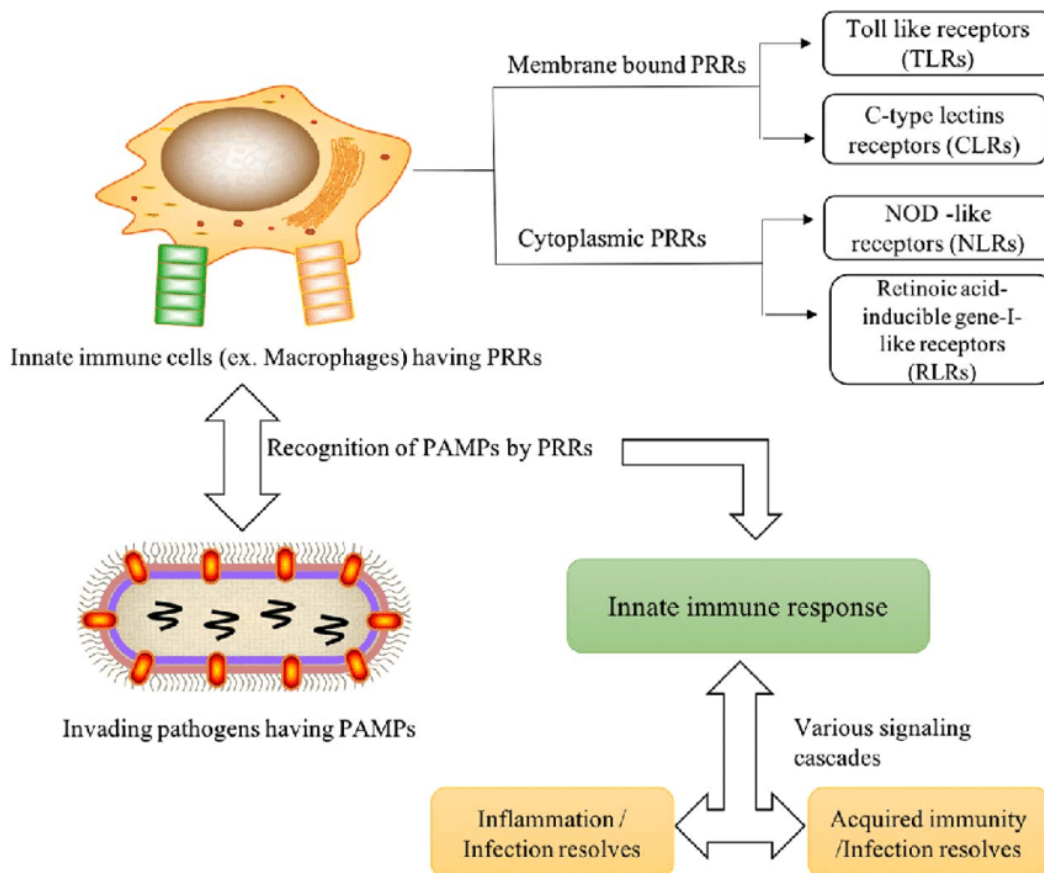 Membrane bound PRRs
Toll like receptors
(TLRs)
C-type lectins
receptors (CLRs)
Cytoplasmic PRRs
NOD -like
receptors (NLRs)
Retinoic acid-
inducible gene-I-
like receptors
(RLRs)
Innate immune cells (ex. Macrophages) having PRRs
Recognition of PAMPs by PRRs
Innate immune response
Invading pathogens having PAMPs
Various signaling
cascades
Inflammation /
Infection resolves
Acquired immunity
/Infection resolves